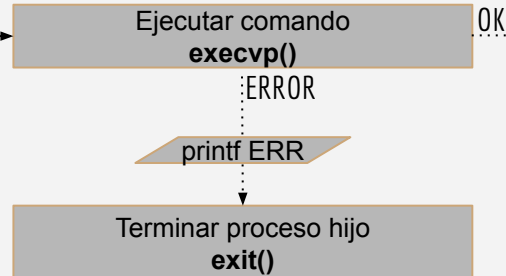 Ejecutar comando
execvp()
OK
ERROR
printf ERR
Terminar proceso hijo
exit()